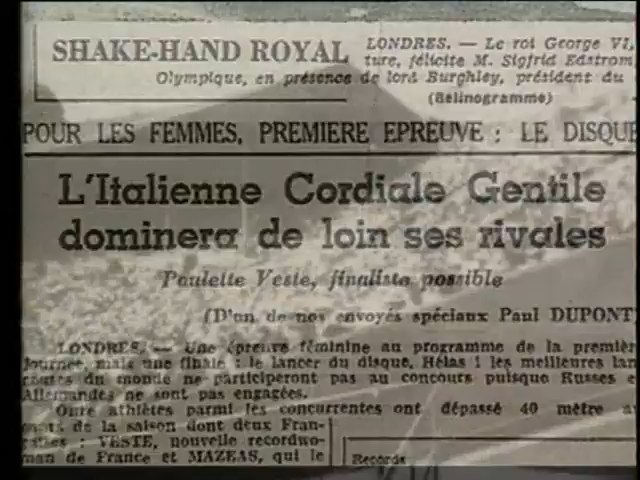 SHAKE-HAND ROYAL
LONDRES. — Le roi George VI,
ture, félicite M. Sigfrid Edstrom
Olympique, en présence de lord Burghley, président du
(Bélinogramme)
POUR LES FEMMES, PREMIERE EPREUVE : LE DISQUE
L'Italienne Cordiale Gentile
dominera de loin ses rivales
Paulette Veste, finaliste possible
(D'un de nos envoyés spéciaux Paul DUPONT
LONDRES. — Une épreuve féminine au programme de la premièr
journée, mais une finale : le lancer du disque. Hélas ! les meilleures lan
ceuses du monde ne participeront pas au concours puisque Russes e
Allemandes ne sont pas engagées.
Onze athlètes parmi les concurrentes ont dépassé 40 mètre au
de la saison dont deux Fran-
: VESTE, nouvelle recordwo-
man de France et MAZEAS, qui le
Records